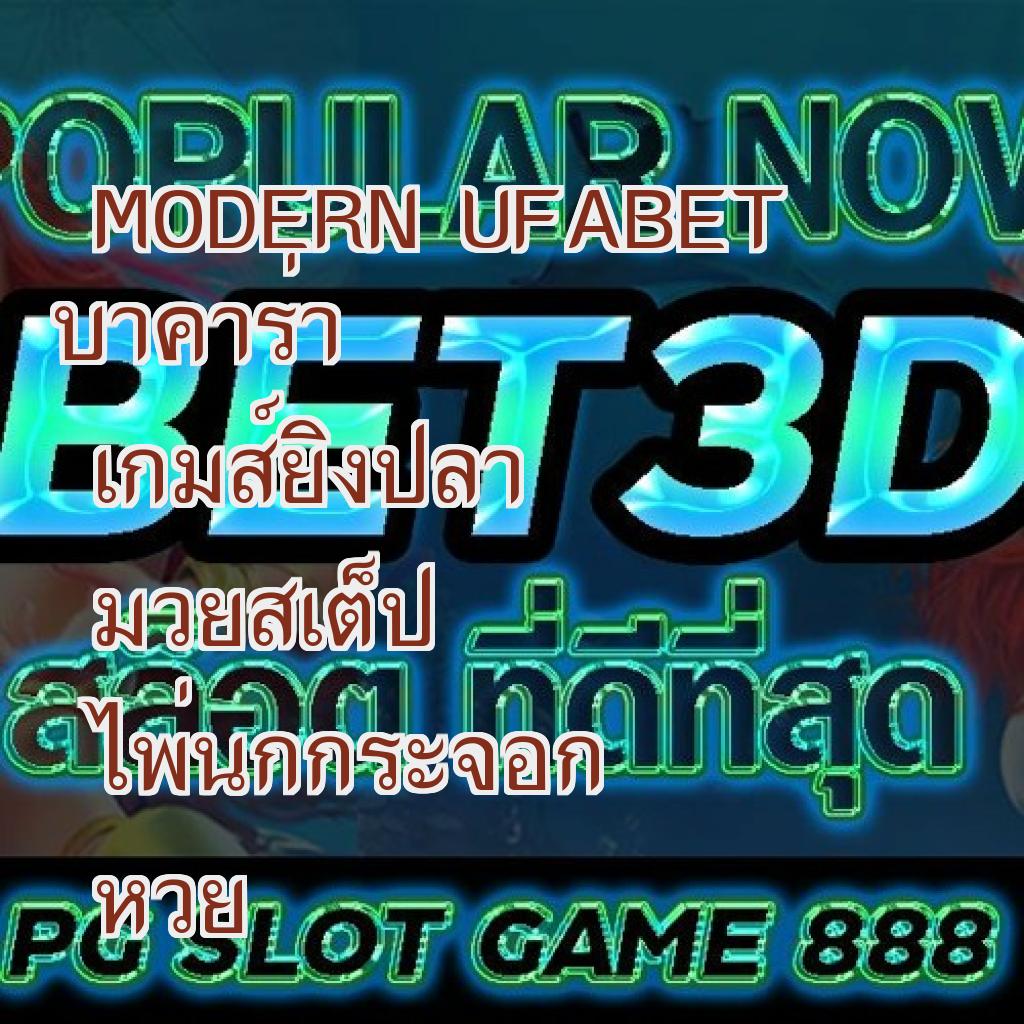 POPULAR NOW
MODERN UFABET
บาคาร่า
BET3D
เกมส์ยิงปลา
มวยสเต็ป
สล็อต ที่ดีที่สุด
ไพ่นกกระจอก
หวย
PG SLOT GAME 888